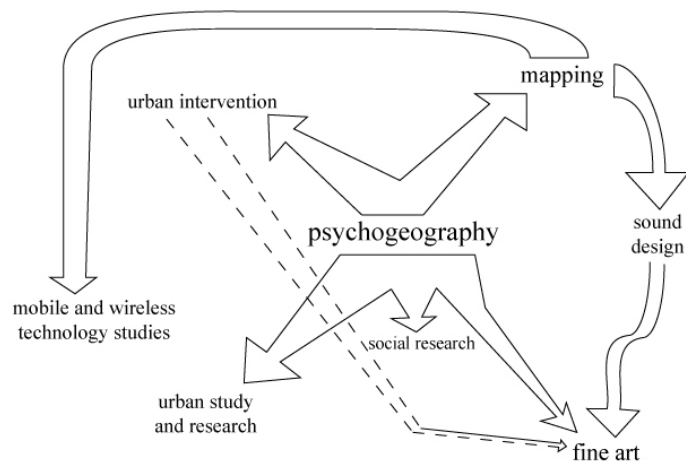 mapping
urban intervention
psychogeography
sound
design
mobile and wireless
technology studies
social research
urban study
and research
fine art